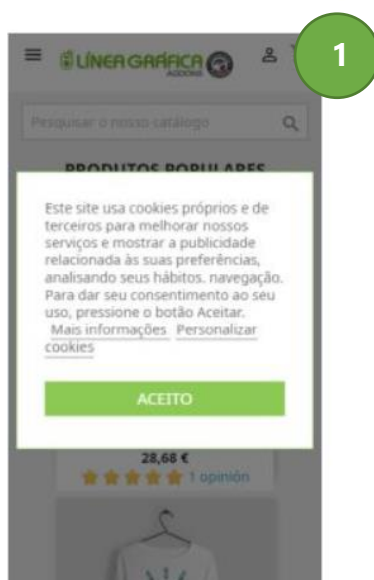 1
LÍNEA GRÁFICA
ADDONS
Pesquisar o nosso catálogo
PRODUTOS POPULARES
Este site usa cookies próprios e de
terceiros para melhorar nossos
serviços e mostrar a publicidade
relacionada às suas preferências,
analisando seus hábitos. navegação.
Para dar seu consentimento ao seu
uso, pressione o botão Aceitar.
Mais informações Personalizar
cookies
ACEITO
28,68 €
1 opinión